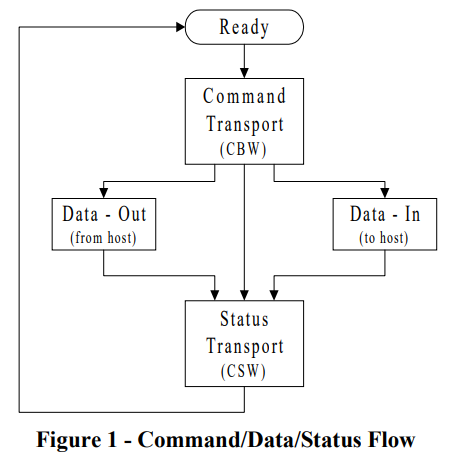 Ready
Command
Transport
(CBW)
Data - Out
(from host)
Data - In
(to host)
Status
Transport
(CSW)
Figure 1 - Command/Data/Status Flow